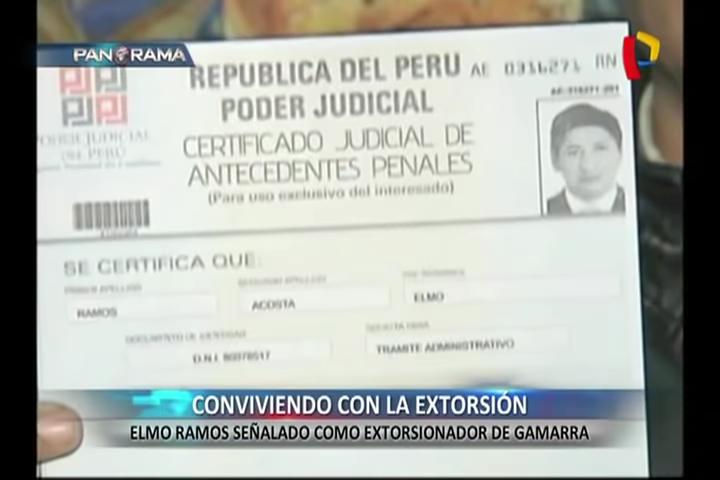 PANORAMA
REPUBLICA DEL PERU
AE 0316271 RN
PODER JUDICIAL
PODER JUDICIAL
DEL PERÚ
CERTIFICADO JUDICIAL DE
ANTECEDENTES PENALES
(Para uso exclusivo del interesado)
SE CERTIFICA QUE:
PRIMER APELLIDO
SEGUNDO APELLIDO
RAMOS
ACOSTA
ELMO
DOCUMENTO DE IDENTIDAD
D.N.I. 80078517
TRAMITE ADMINISTRATIVO
CONVIVIENDO CON LA EXTORSIÓN
ELMO RAMOS SEÑALADO COMO EXTORSIONADOR DE GAMARRA